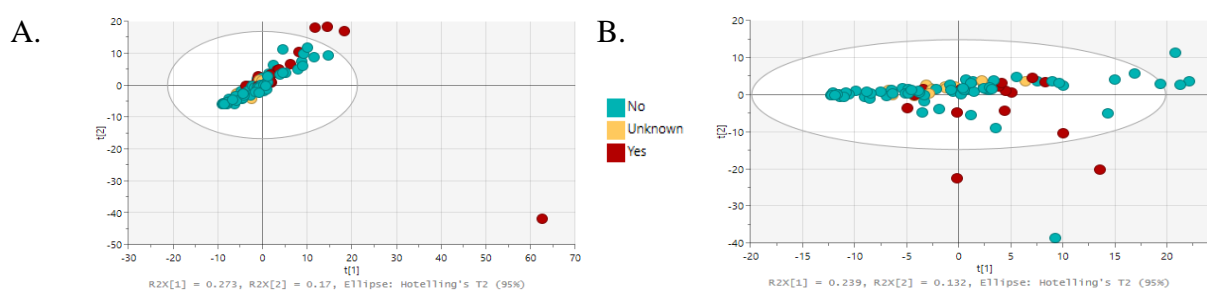 A.
20
10
0
-10
-20
-30
-40
-50
t[2]
-30 -20 -10 0 10 20 30 40 50 60 70
t[1]
R2X[1] = 0.273, R2X[2] = 0.17, Ellipse: Hotelling's T2 (95%)
No
Unknown
Yes
B.
20
10
0
-10
-20
-30
-40
t[2]
-20 -15 -10 -5 0 5 10 15 20
t[1]
R2X[1] = 0.239, R2X[2] = 0.132, Ellipse: Hotelling's T2 (95%)